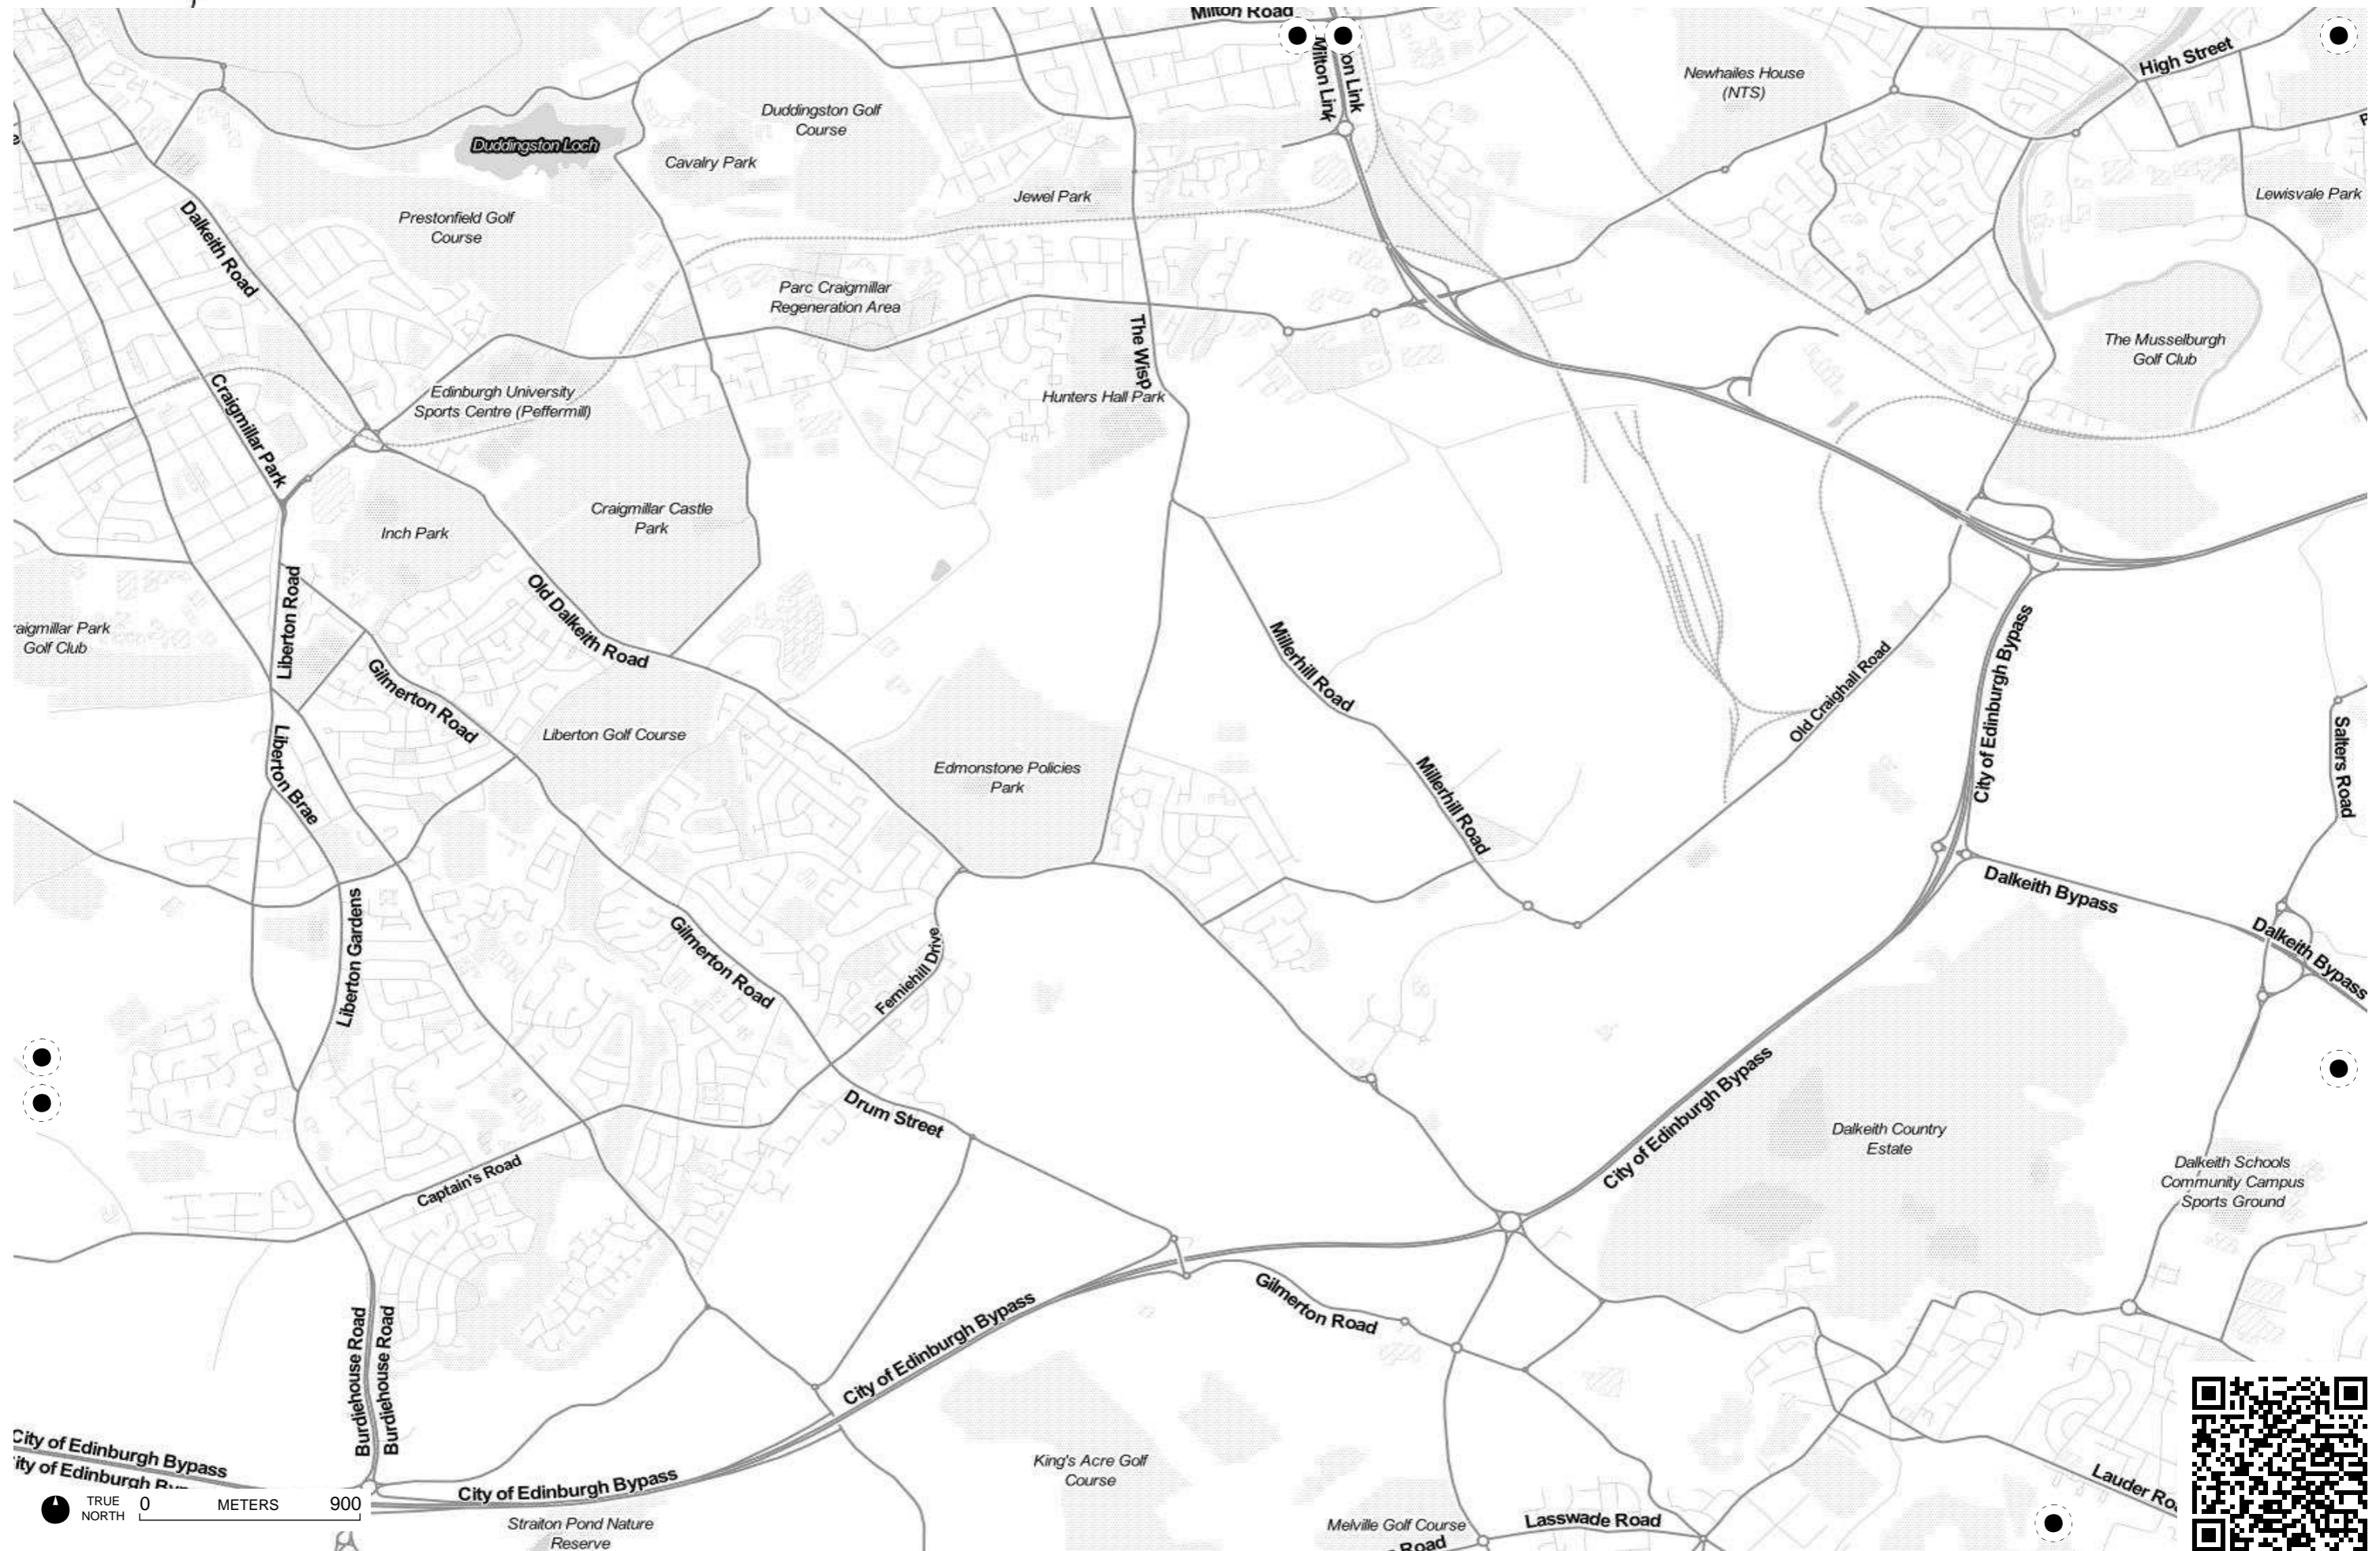 Milton Road
Milton Link
on Link
High Street
Newhailes House
(NTS)
Duddingston Golf
Course
Duddingston Loch
Cavalry Park
Jewel Park
Lewisvale Park
Prestonfield Golf
Course
Dalkeith Road
Parc Craigmillar
Regeneration Area
The Wisp
The Musselburgh
Golf Club
Craigmillar Park
Edinburgh University
Sports Centre (Peffermill)
Hunters Hall Park
Craigmillar Castle
Park
Inch Park
Old Dalkeith Road
Liberton Road
raigmillar Park
Golf Club
Millerhill Road
City of Edinburgh Bypass
Old Craighall Road
Gilmerton Road
Liberton Golf Course
Salters Road
Liberton Brae
Edmonstone Policies
Park
Millerhill Road
Dalkeith Bypass
Liberton Gardens
Gilmerton Road
Ferniehill Drive
Dalkeith Bypass
City of Edinburgh Bypass
Drum Street
Dalkeith Country
Estate
Captain's Road
Dalkeith Schools
Community Campus
Sports Ground
Gilmerton Road
City of Edinburgh Bypass
Burdiehouse Road
Burdiehouse Road
City of Edinburgh Bypass
ity of Edinburgh By
King's Acre Golf
Course
City of Edinburgh Bypass
Lauder Ro
TRUE
NORTH
0 METERS 900
Straiton Pond Nature
Reserve
Melville Golf Course
Lasswade Road
Road